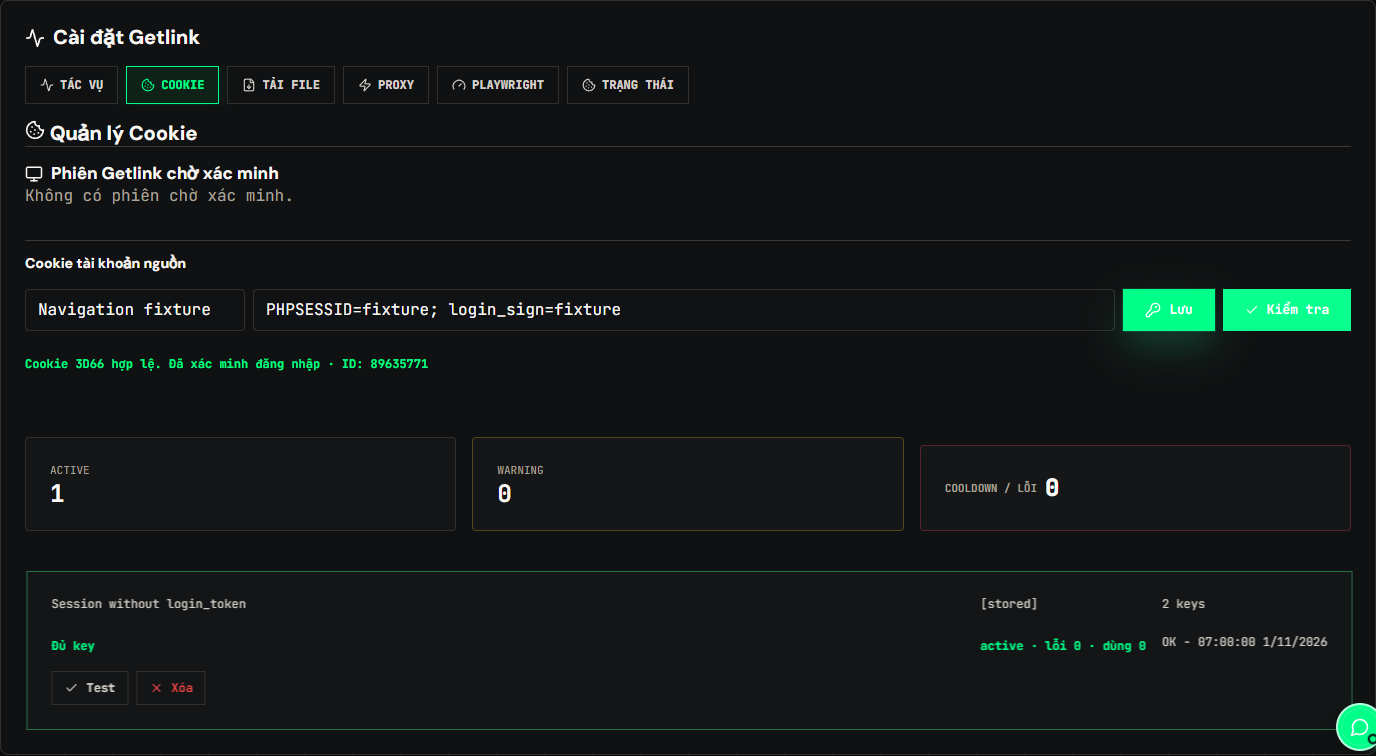 Cài đặt Getlink
TÁC VỤ COOKIE TẢI FILE PROXY PLAYWRIGHT TRẠNG THÁI
Quản lý Cookie
Phiên Getlink chờ xác minh
Không có phiên chờ xác minh.
Cookie tài khoản nguồn
Navigation fixture PHPSESSID=fixture; login_sign=fixture Lưu Kiểm tra
Cookie 3D66 hợp lệ. Đã xác minh đăng nhập · ID: 89635771
ACTIVE
1
WARNING
0
COOLDOWN / LỖI 0
Session without login_token [stored] 2 keys
Đủ key active · lỗi 0 · dùng 0 OK - 07:00:00 1/11/2026
Test Xóa